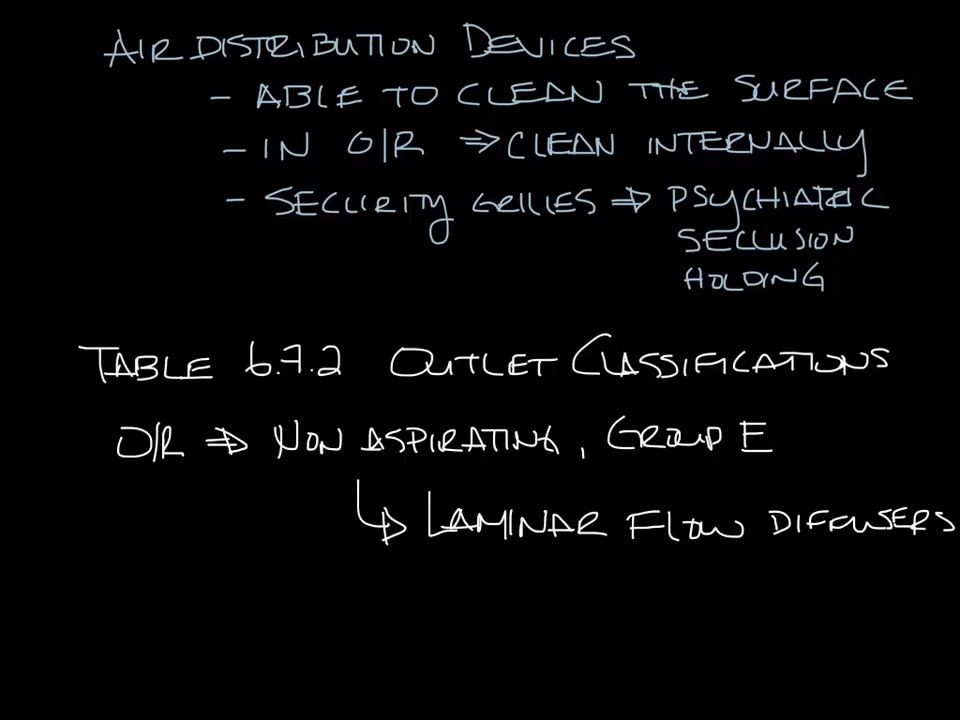 AIR DISTRIBUTION DEVICES
- ABLE TO CLEAN THE SURFACE
- IN O/R ⇒ CLEAN INTERNALLY
- SECURITY GRILLES ⇒ PSYCHIATRIC
SECLUSION
HOLDING
TABLE 6.7.2 OUTLET CLASSIFICATIONS
O/R ⇒ NON ASPIRATING, GROUP E
↳ LAMINAR FLOW DIFFUSERS